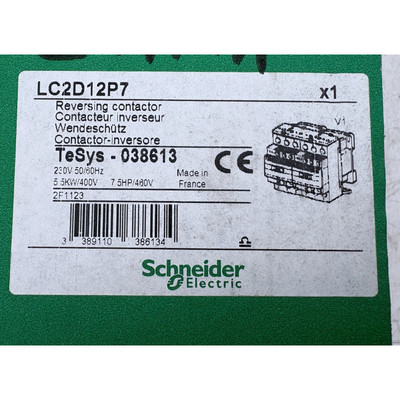 LC2D12P7 x1
Reversing contactor
Contacteur inverseur
Wendeschütz
Contactor-inversore
TeSys - 038613
230V 50/60Hz Made in
5.5KW/400V 7.5HP/460V France
2F1123
V1
CE
3 389110 386134
Schneider
Electric